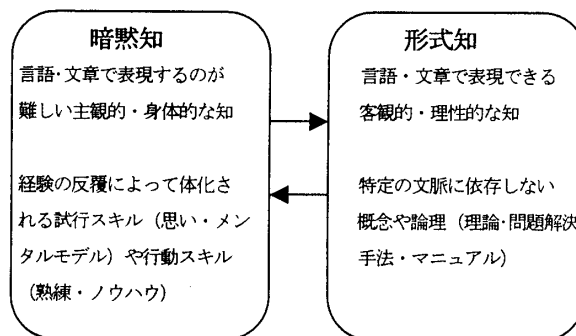 暗黙知
言語・文章で表現するのが
難しい主観的・身体的な知
経験の反覆によって体化さ
れる試行スキル（思い・メン
タルモデル）や行動スキル
（熟練・ノウハウ）
形式知
言語・文章で表現できる
客観的・理性的な知
特定の文脈に依存しない
概念や論理（理論・問題解決
手法・マニュアル）